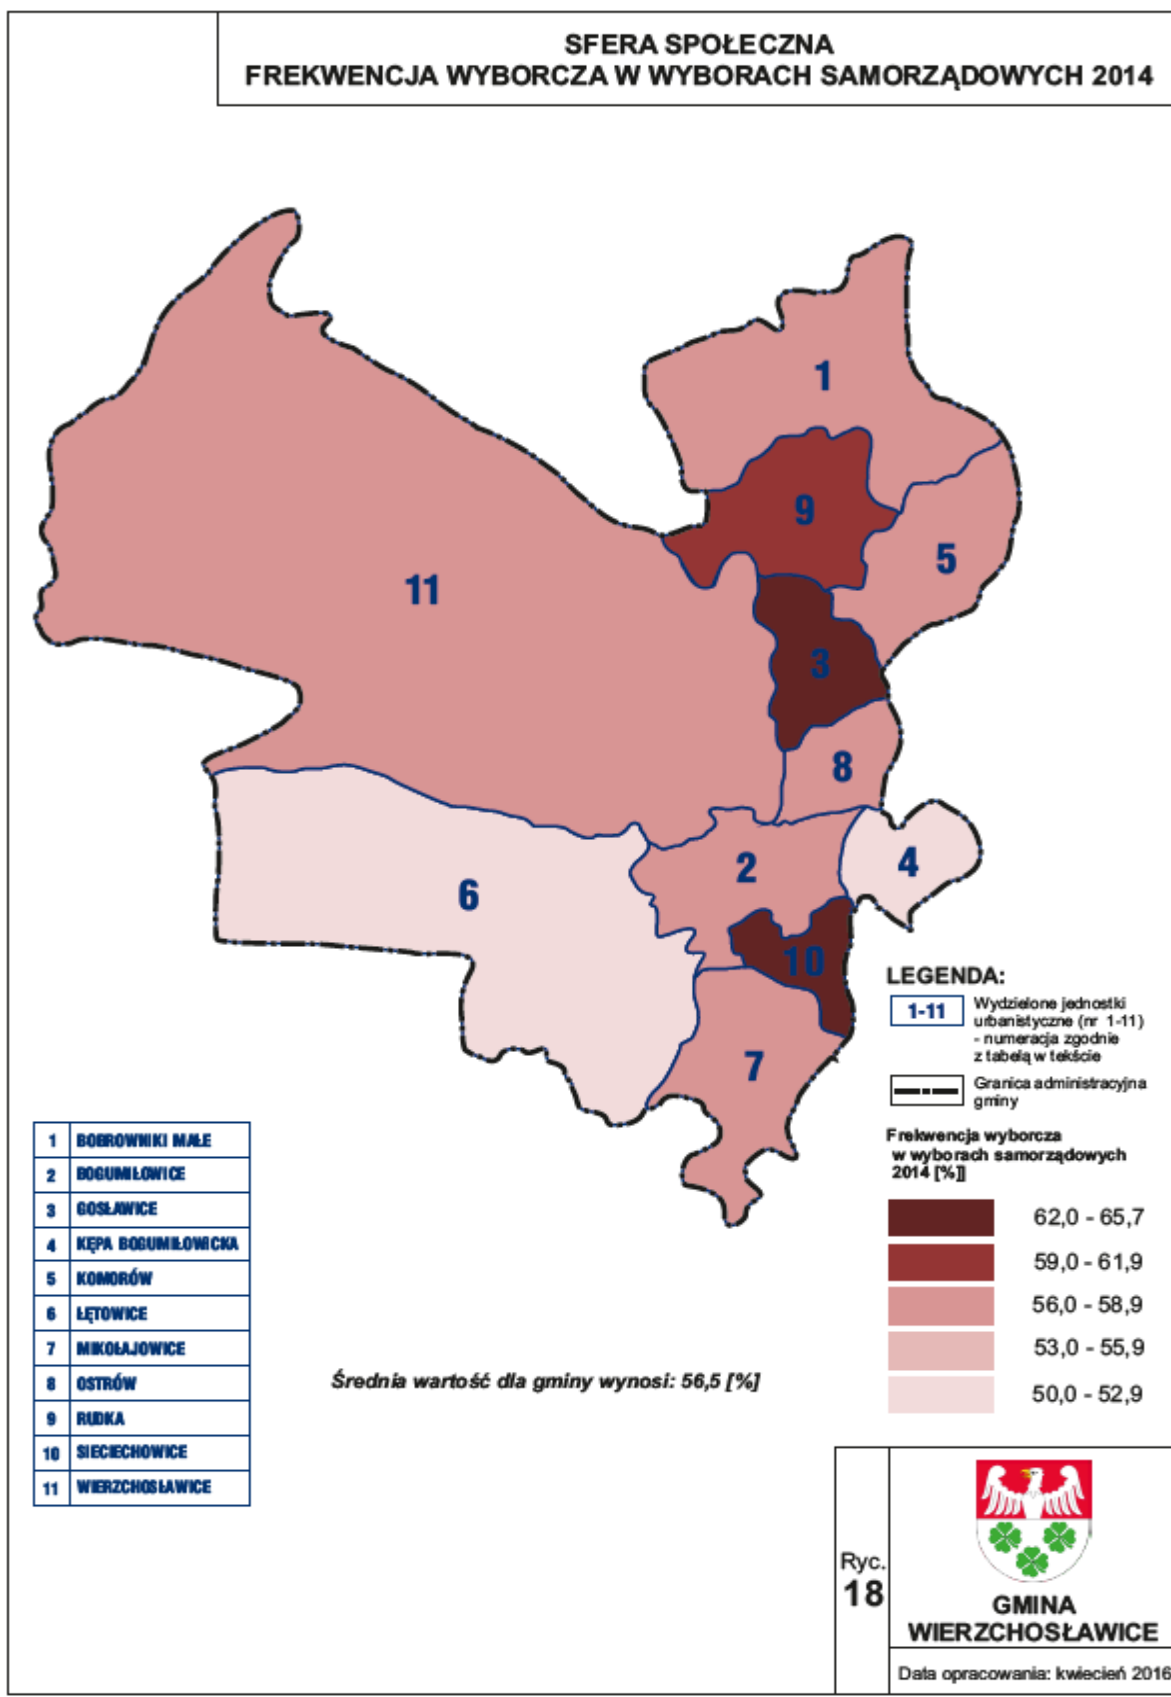 SFERA SPOŁECZNA
FREKWENCJA WYBORCZA W WYBORACH SAMORZĄDOWYCH 2014
1
9
5
11
3
8
2
4
6
10
7
LEGENDA:
1-11
Wydzielone jednostki
urbanistyczne (nr 1-11)
- numeracja zgodnie
z tabelą w tekście
Granica administracyjna
gminy
Frekwencja wyborcza
w wyborach samorządowych
2014 [%]]
62,0 - 65,7
59,0 - 61,9
56,0 - 58,9
53,0 - 55,9
50,0 - 52,9
1 BOBROWNIKI MAŁE
2 BOGUMIŁOWICE
3 GOSŁAWICE
4 KĘPA BOGUMIŁOWICKA
5 KOMORÓW
6 ŁĘTOWICE
7 MIKOŁAJOWICE
8 OSTRÓW
9 RUDKA
10 SIECIECHOWICE
11 WIERZCHOSŁAWICE
Średnia wartość dla gminy wynosi: 56,5 [%]
Ryc.
18
GMINA
WIERZCHOSŁAWICE
Data opracowania: kwiecień 2016